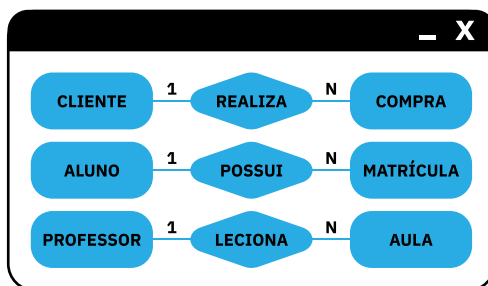 X
CLIENTE 1 REALIZA N COMPRA
ALUNO 1 POSSUI N MATRÍCULA
PROFESSOR 1 LECIONA N AULA